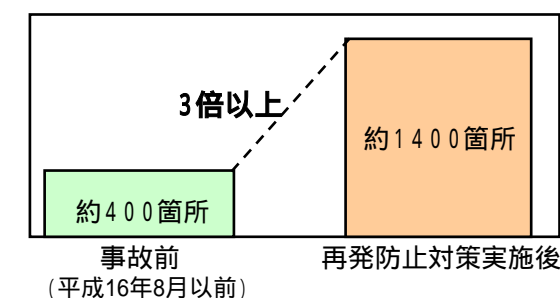 3倍以上
約1400箇所
約400箇所
事故前
再発防止対策実施後
(平成16年8月以前)